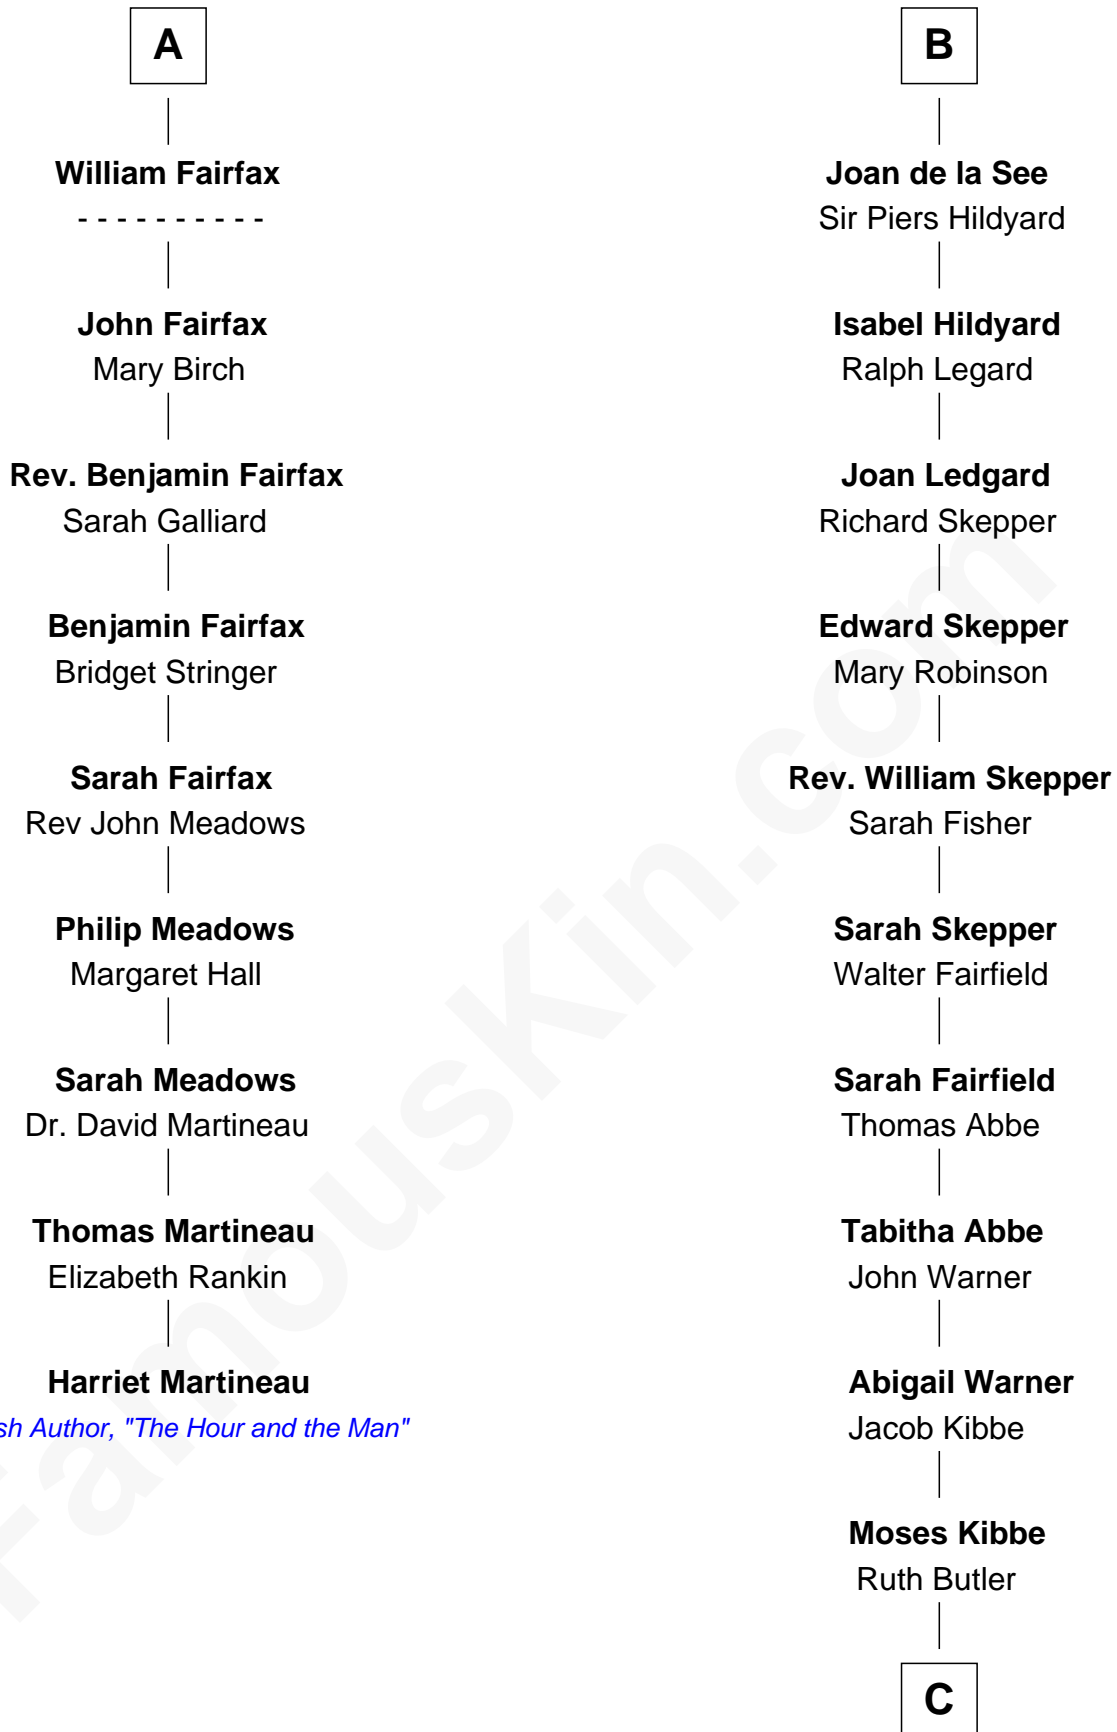 A
William Fairfax
- - - - - - - - - -
John Fairfax
Mary Birch
Rev. Benjamin Fairfax
Sarah Galliard
Benjamin Fairfax
Bridget Stringer
Sarah Fairfax
Rev John Meadows
Philip Meadows
Margaret Hall
Sarah Meadows
Dr. David Martineau
Thomas Martineau
Elizabeth Rankin
Harriet Martineau
sh Author, "The Hour and the Man"
B
Joan de la See
Sir Piers Hildyard
Isabel Hildyard
Ralph Legard
Joan Ledgard
Richard Skepper
Edward Skepper
Mary Robinson
Rev. William Skepper
Sarah Fisher
Sarah Skepper
Walter Fairfield
Sarah Fairfield
Thomas Abbe
Tabitha Abbe
John Warner
Abigail Warner
Jacob Kibbe
Moses Kibbe
Ruth Butler
C
FamousKin.com